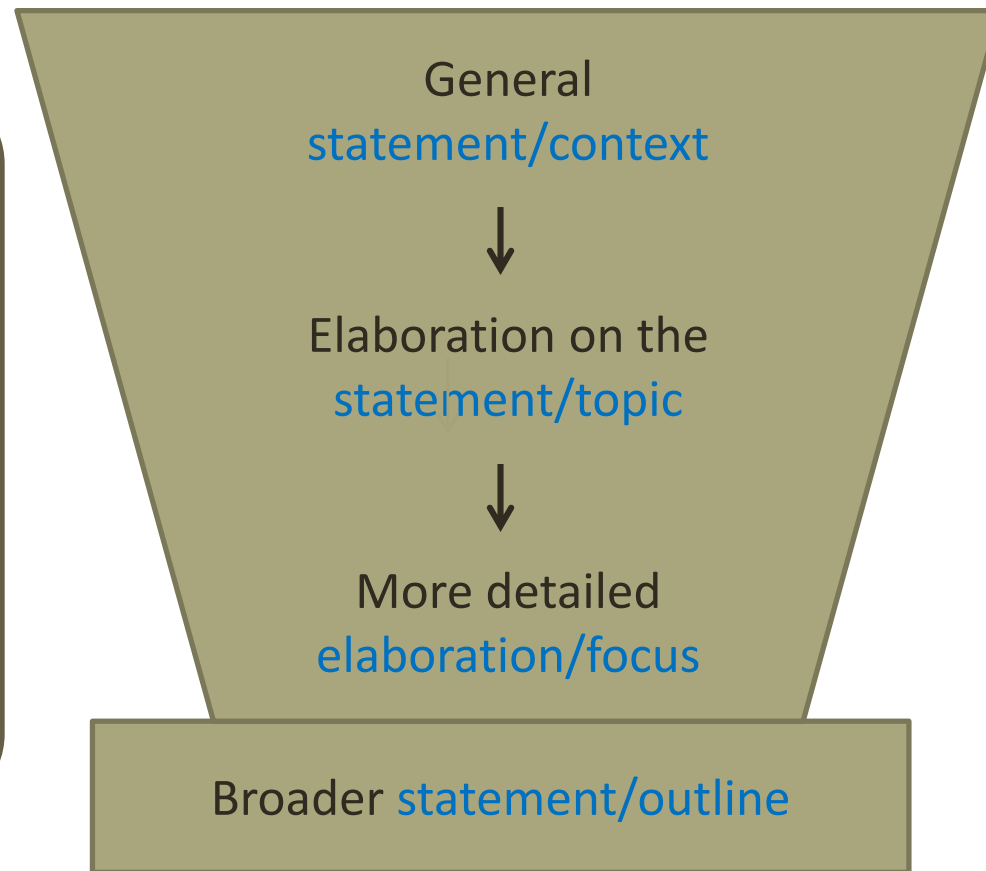 General
statement/context
Elaboration on the
statement/topic
More detailed
elaboration/focus
Broader statement/outline